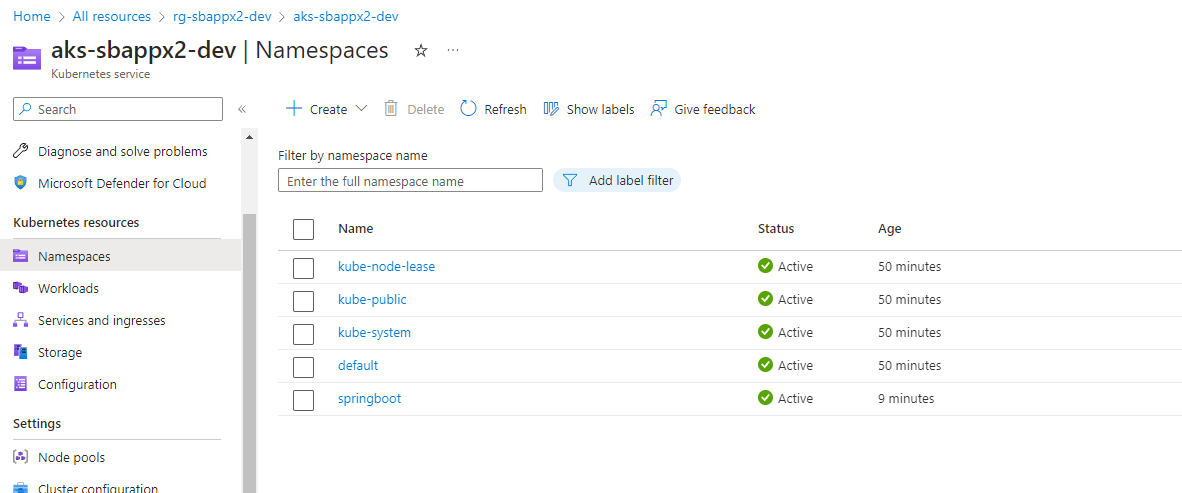 Home > All resources > rg-sbappx2-dev > aks-sbappx2-dev
aks-sbappx2-dev | Namespaces ☆ ...
Kubernetes service
Search «
Diagnose and solve problems
Microsoft Defender for Cloud
Kubernetes resources
Namespaces
Workloads
Services and ingresses
Storage
Configuration
Settings
Node pools
Cluster configuration
Create Delete Refresh Show labels Give feedback
Filter by namespace name
Enter the full namespace name Add label filter
Name Status Age
kube-node-lease Active 50 minutes
kube-public Active 50 minutes
kube-system Active 50 minutes
default Active 50 minutes
springboot Active 9 minutes